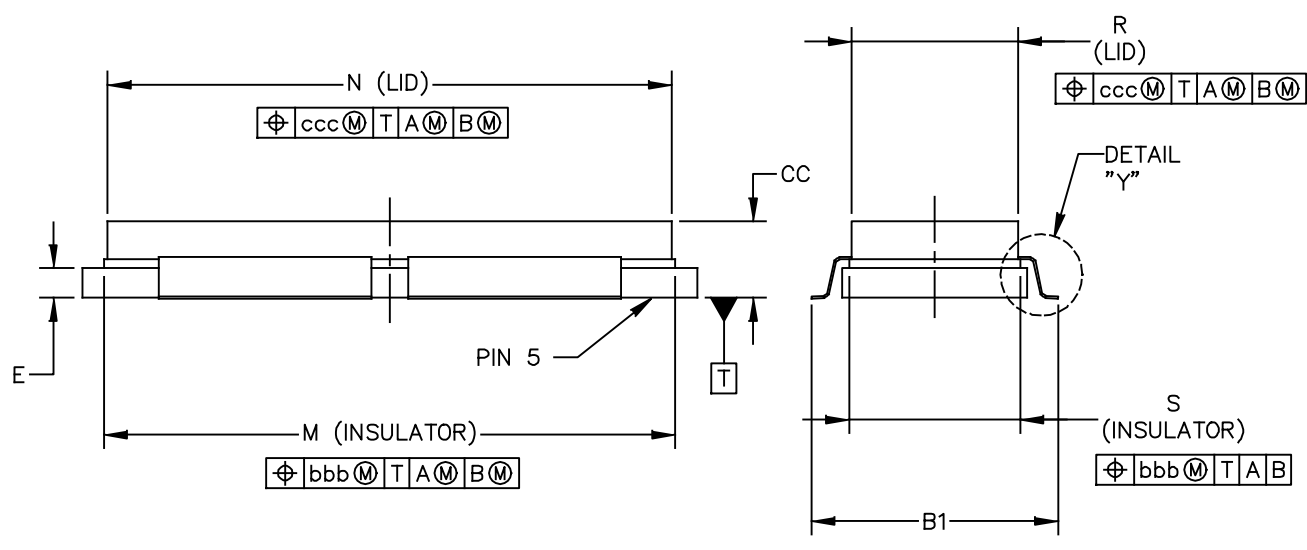 R
(LID)
⌖ ccc Ⓜ T A Ⓜ B Ⓜ
N (LID)
⌖ ccc Ⓜ T A Ⓜ B Ⓜ
DETAIL
"Y"
CC
E
PIN 5
T
M (INSULATOR)
⌖ bbb Ⓜ T A Ⓜ B Ⓜ
S
(INSULATOR)
⌖ bbb Ⓜ T A B
B1